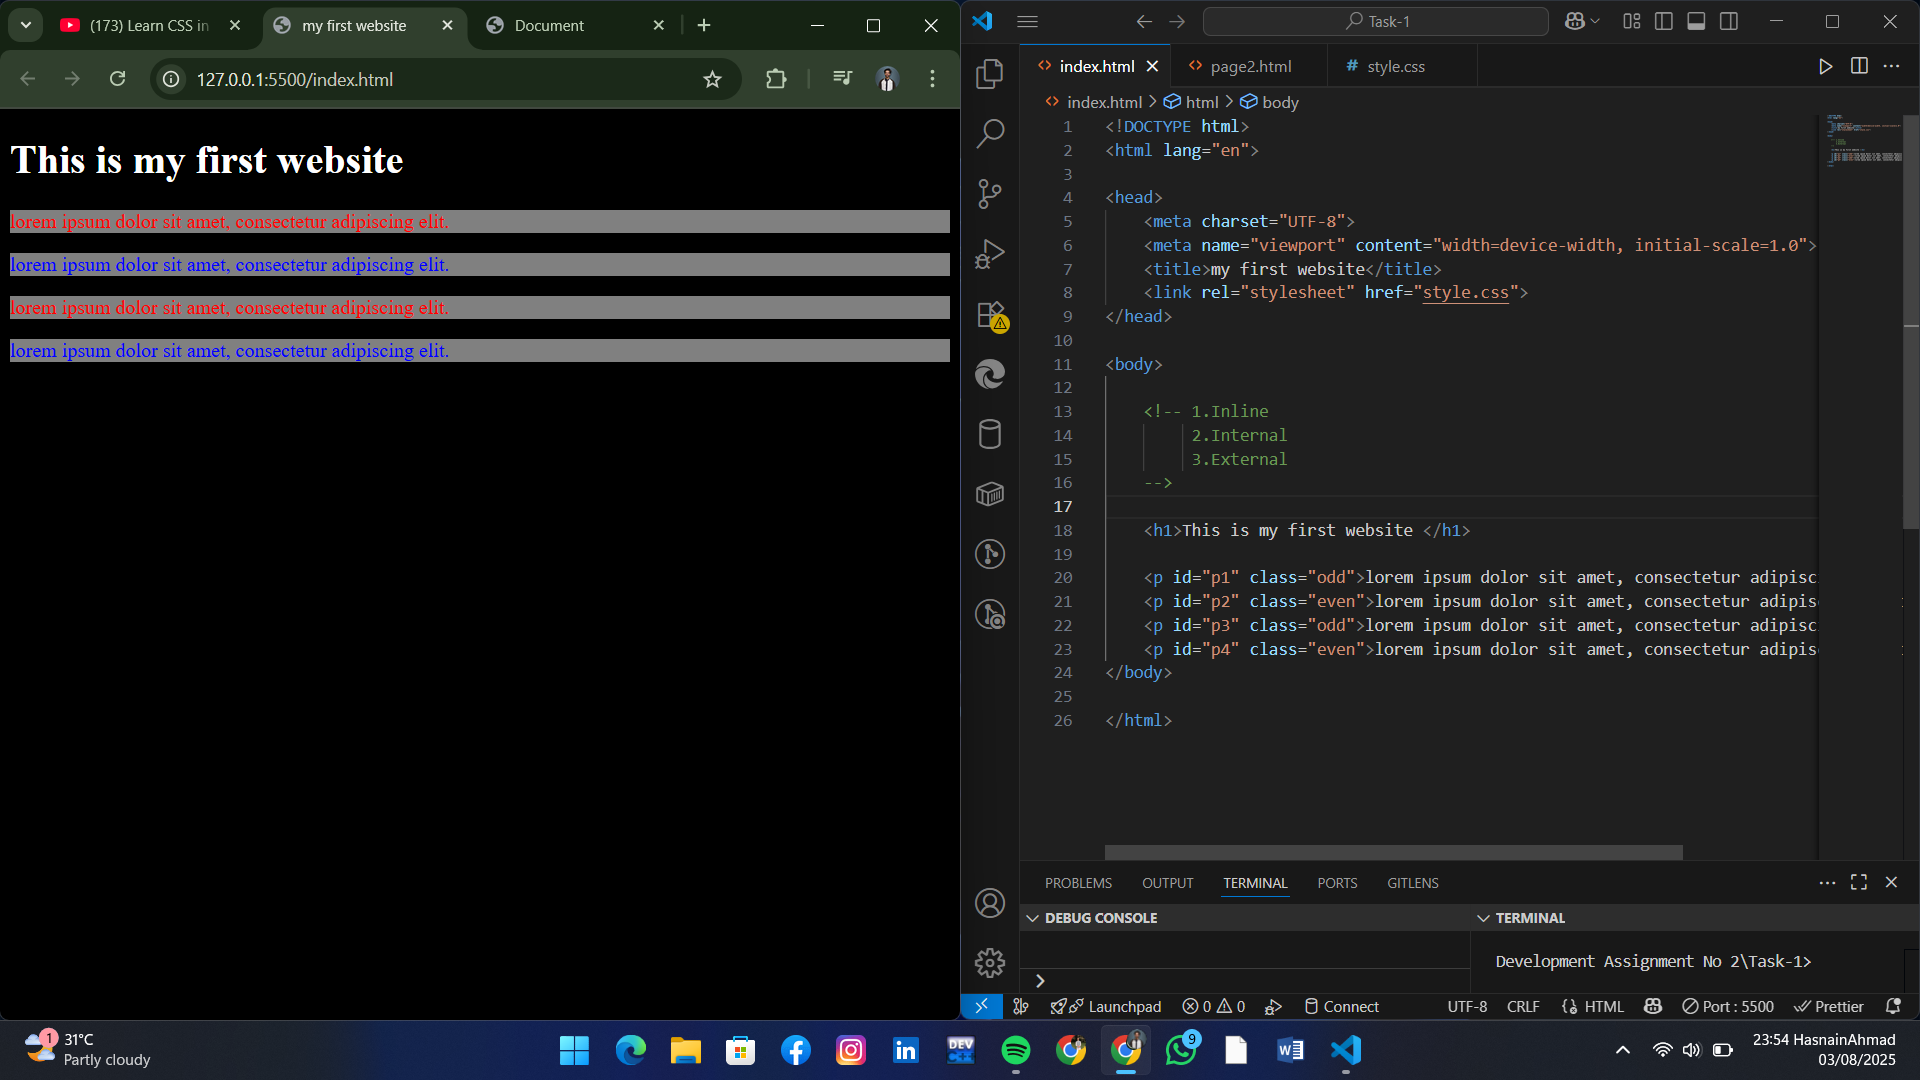 (173) Learn CSS in
my first website
Document
127.0.0.1:5500/index.html
This is my first website
lorem ipsum dolor sit amet, consectetur adipiscing elit.
lorem ipsum dolor sit amet, consectetur adipiscing elit.
lorem ipsum dolor sit amet, consectetur adipiscing elit.
lorem ipsum dolor sit amet, consectetur adipiscing elit.
Task-1
index.html
page2.html
# style.css
index.html > html > body
1 <!DOCTYPE html>
2 <html lang="en">
3
4 <head>
5 <meta charset="UTF-8">
6 <meta name="viewport" content="width=device-width, initial-scale=1.0">
7 <title>my first website</title>
8 <link rel="stylesheet" href="style.css">
9 </head>
10
11 <body>
12
13 <!-- 1.Inline
14 2.Internal
15 3.External
16 -->
17
18 <h1>This is my first website </h1>
19
20 <p id="p1" class="odd">lorem ipsum dolor sit amet, consectetur adipisc
21 <p id="p2" class="even">lorem ipsum dolor sit amet, consectetur adipis
22 <p id="p3" class="odd">lorem ipsum dolor sit amet, consectetur adipisc
23 <p id="p4" class="even">lorem ipsum dolor sit amet, consectetur adipis
24 </body>
25
26 </html>
PROBLEMS OUTPUT TERMINAL PORTS GITLENS
DEBUG CONSOLE
TERMINAL
Development Assignment No 2\Task-1>
Launchpad 0 0 Connect UTF-8 CRLF {} HTML Port : 5500 Prettier
1
31°C
Partly cloudy
DEV
9
23:54 HasnainAhmad
03/08/2025